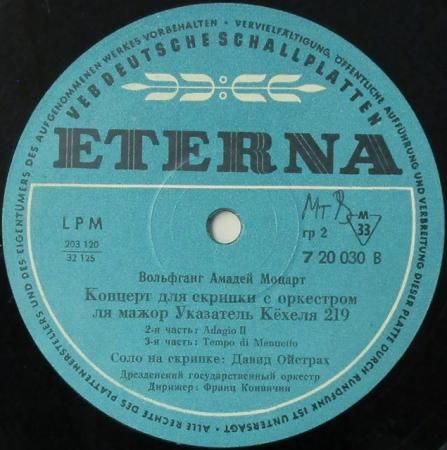 ALLE RECHTE DES PLATTENHERSTELLERS UND DES EIGENTÜMERS DES AUFGENOMMENEN WERKES VORBEHALTEN • VERVIELFÄLTIGUNG, ÖFFENTLICHE AUFFÜHRUNG UND VERBREITUNG DIESER PLATTE DURCH RUNDFUNK IST UNTERSAGT •
VEB DEUTSCHE SCHALLPLATTEN
ETERNA
LPM
203 120
32 125
M
33
гр 2
7 20 030 B
Вольфганг Амадей Моцарт
Концерт для скрипки с оркестром
ля мажор Указатель Кёхеля 219
2-я часть: Adagio II
3-я часть: Tempo di Menuetto
Соло на скрипке: Давид Ойстрах
Дрезденский государственный оркестр
Дирижер: Франц Конвични